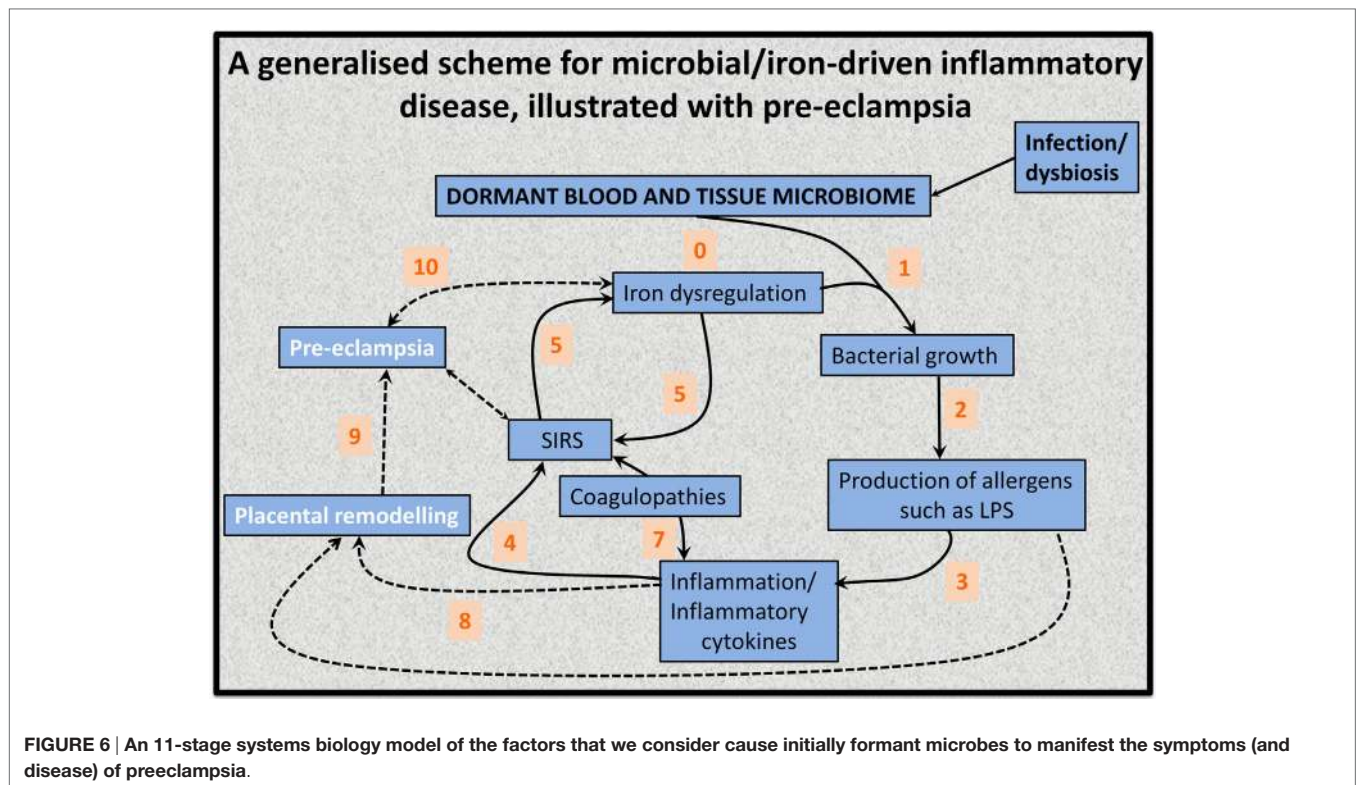 A generalised scheme for microbial/iron-driven inflammatory
disease, illustrated with pre-eclampsia
Infection/
dysbiosis
DORMANT BLOOD AND TISSUE MICROBIOME
0
10
1
Iron dysregulation
Pre-eclampsia
5
Bacterial growth
5
2
9
SIRS
Production of allergens
such as LPS
Coagulopathies
Placental remodelling
4
7
3
Inflammation/
Inflammatory
cytokines
8
FIGURE 6 | An 11-stage systems biology model of the factors that we consider cause initially formant microbes to manifest the symptoms (and
disease) of preeclampsia.